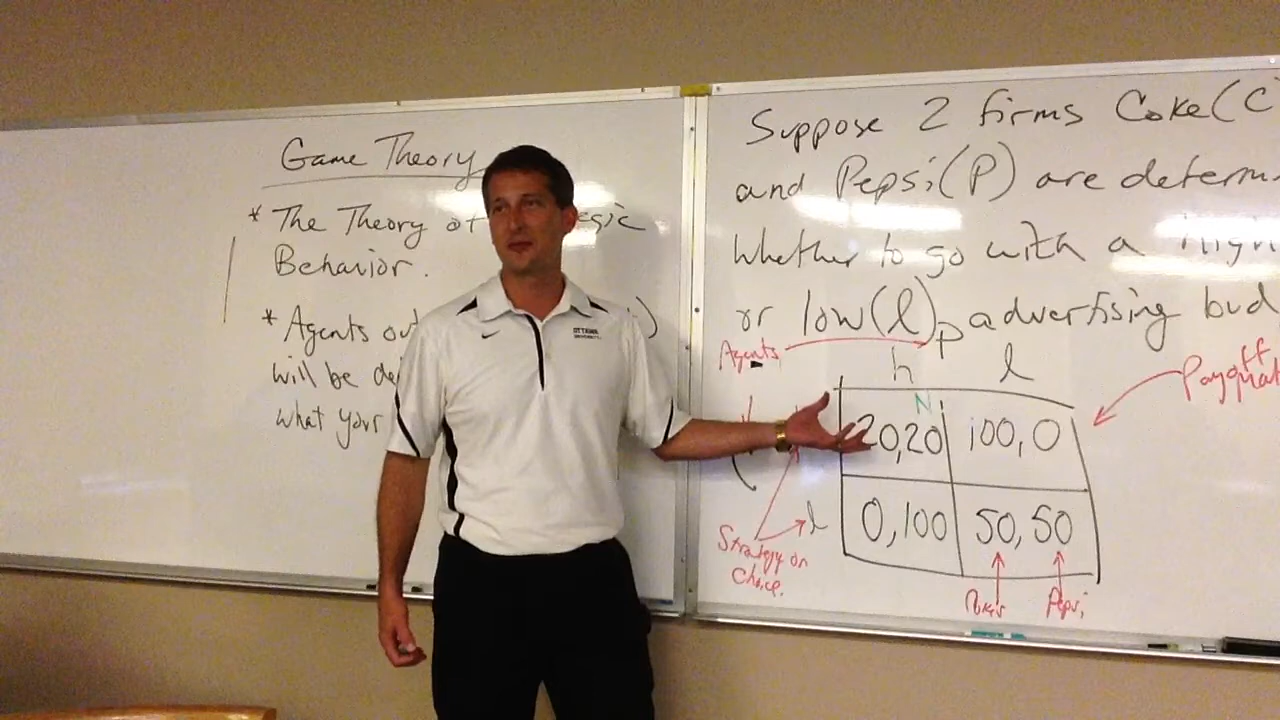 Game Theory
* The Theory of
Behavior.
* Agents
will be
what your
OTTAWA
UNIVERSITY
Suppose 2 firms Coke(C
and Pepsi(P) are
whether to go with a
or low(l) advertising
Agents
P
h l
N
Payoff
20,20 100,0
l 0,100 50,50
Strategy or
Choice.
Pepsi